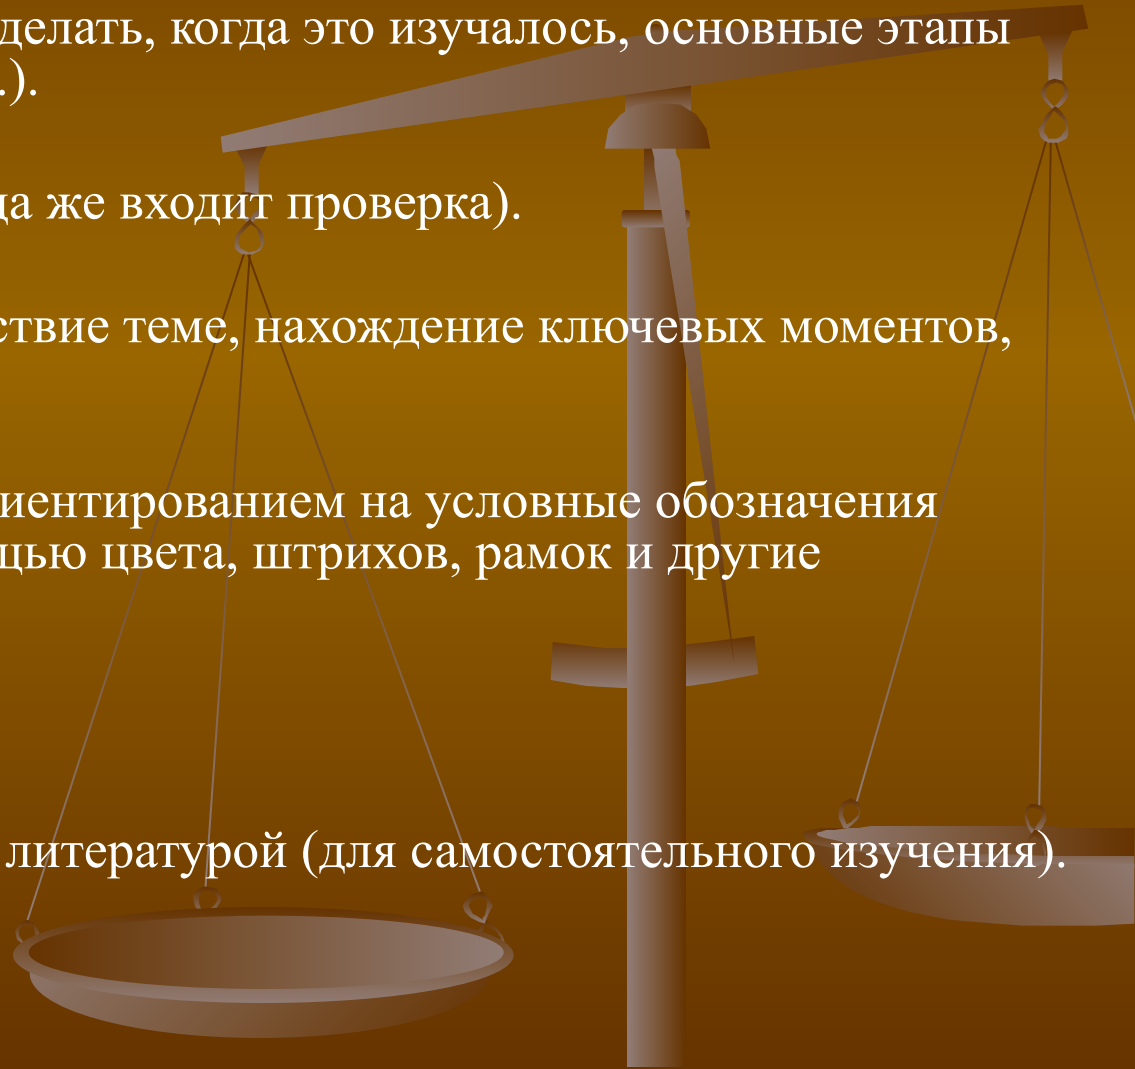 делать, когда это изучалось, основные этапы
.).
да же входит проверка).
ствие теме, нахождение ключевых моментов,
иентированием на условные обозначения
щью цвета, штрихов, рамок и другие
литературой (для самостоятельного изучения).